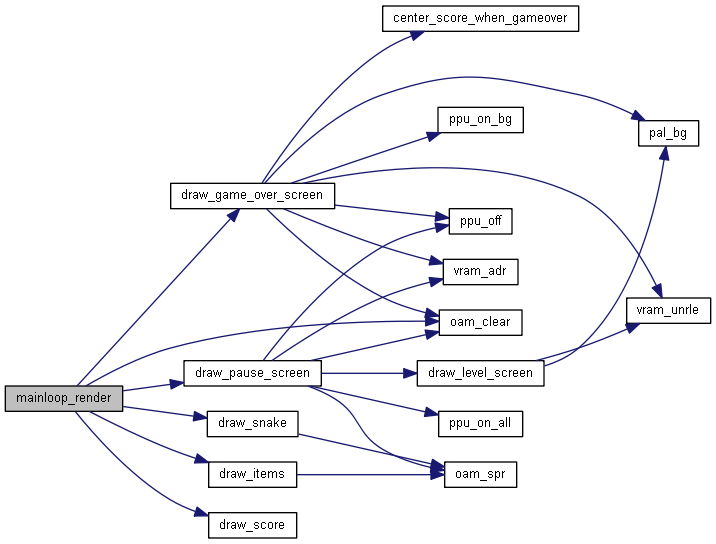 center_score_when_gameover
ppu_on_bg
pal_bg
draw_game_over_screen
ppu_off
vram_adr
vram_unrle
oam_clear
draw_pause_screen
draw_level_screen
mainloop_render
draw_snake
ppu_on_all
draw_items
oam_spr
draw_score